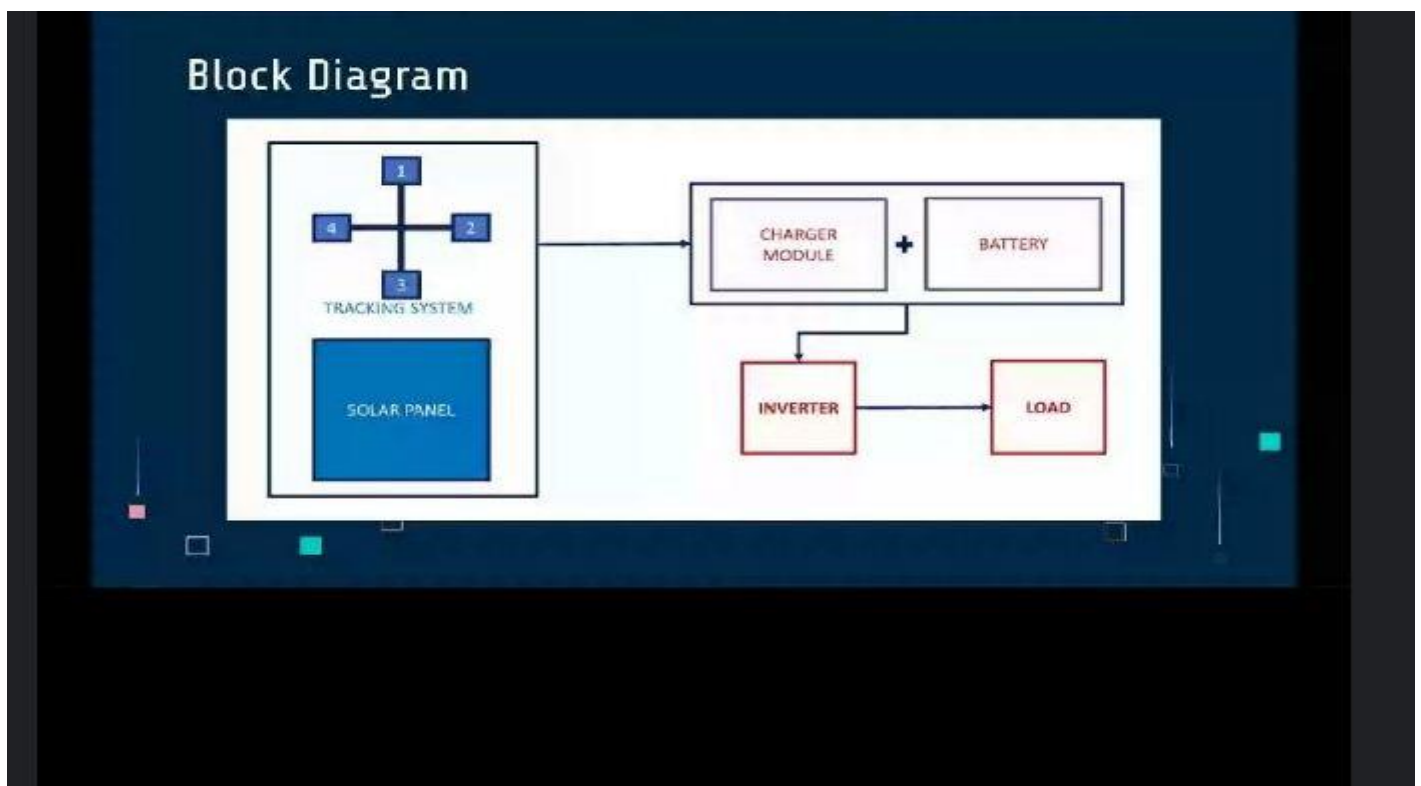 Block Diagram
1
4
2
3
TRACKING SYSTEM
SOLAR PANEL
CHARGER
MODULE
+
BATTERY
INVERTER
LOAD